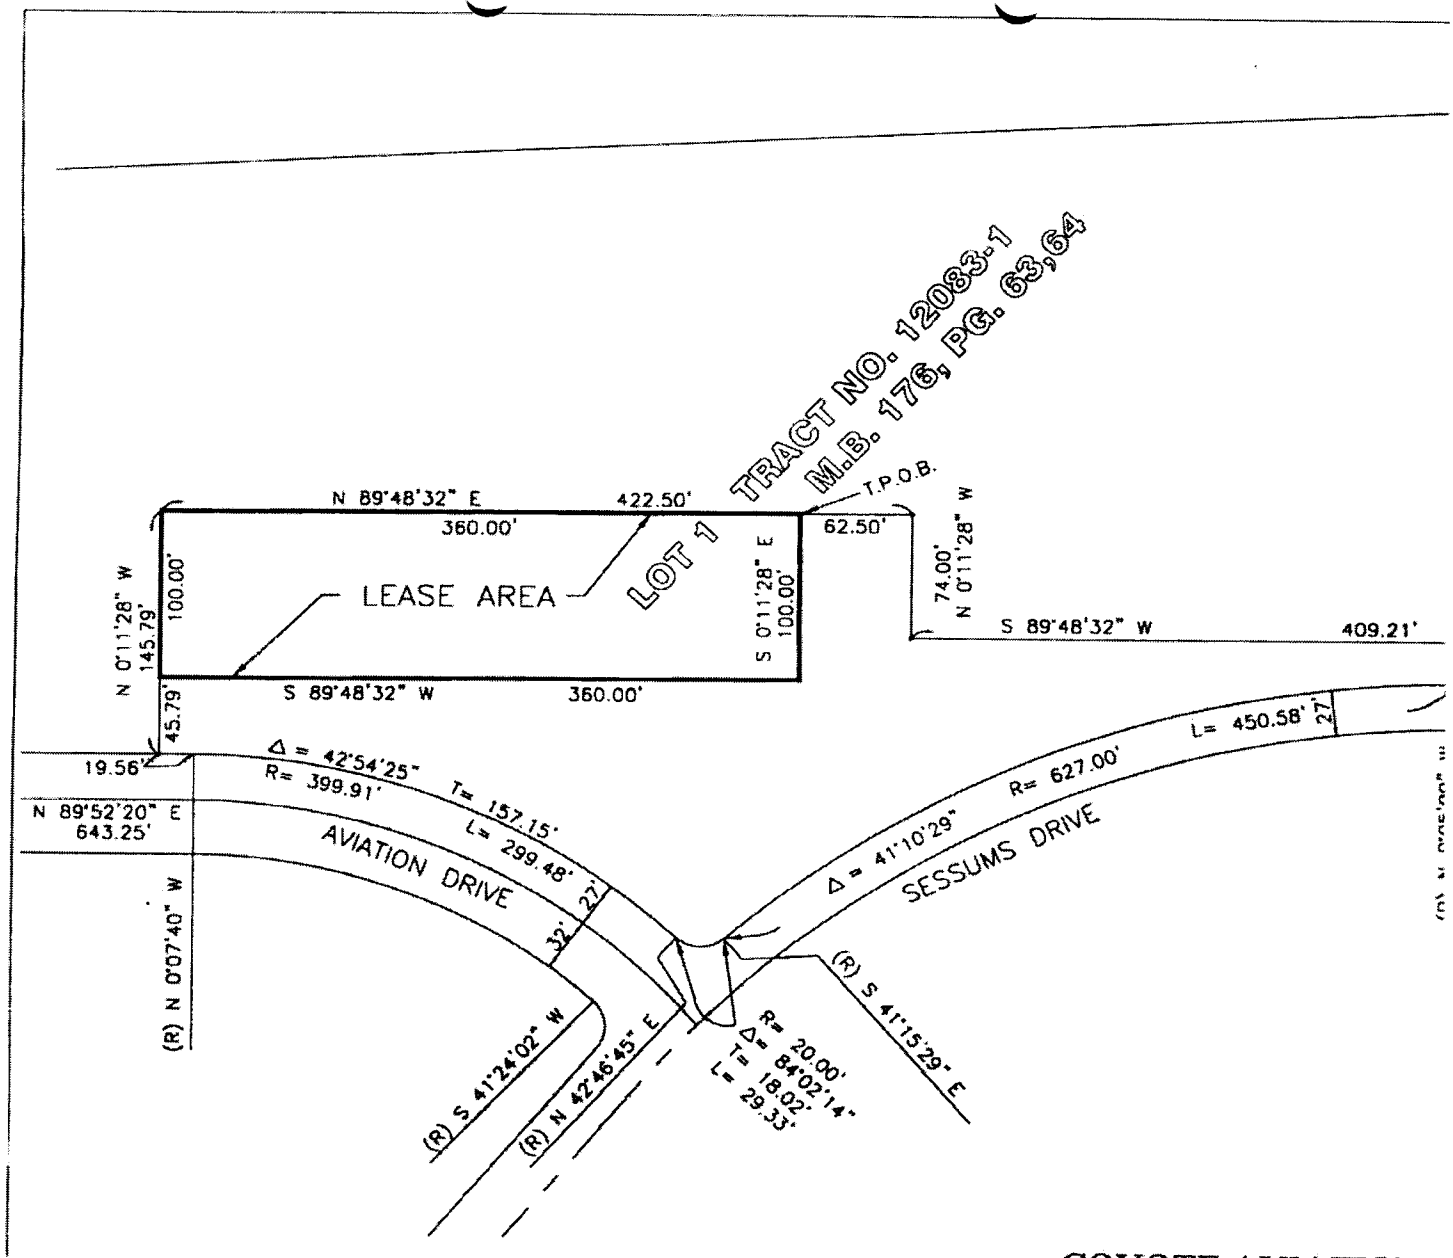 TRACT NO. 12083-1
M.B. 176, PG. 63,64
LOT 1
T.P.O.B.
N 89°48'32" E
422.50'
360.00'
62.50'
74.00'
N 0°11'28" W
N 0°11'28" W
145.79'
100.00'
LEASE AREA
S 0°11'28" E
100.00'
S 89°48'32" W
409.21'
S 89°48'32" W
360.00'
45.79'
19.56'
N 89°52'20" E
643.25'
Δ = 42°54'25"
R= 399.91'
T= 157.15'
L= 299.48'
AVIATION DRIVE
27'
32'
L= 450.58'
27'
R= 627.00'
Δ = 41°10'29"
SESSUMS DRIVE
(R) N 0°07'40" W
(R) S 41°24'02" W
(R) N 42°46'45" E
R= 20.00'
Δ= 84°02'14"
T= 18.02'
L= 29.33'
(R) S 41°15'29" E